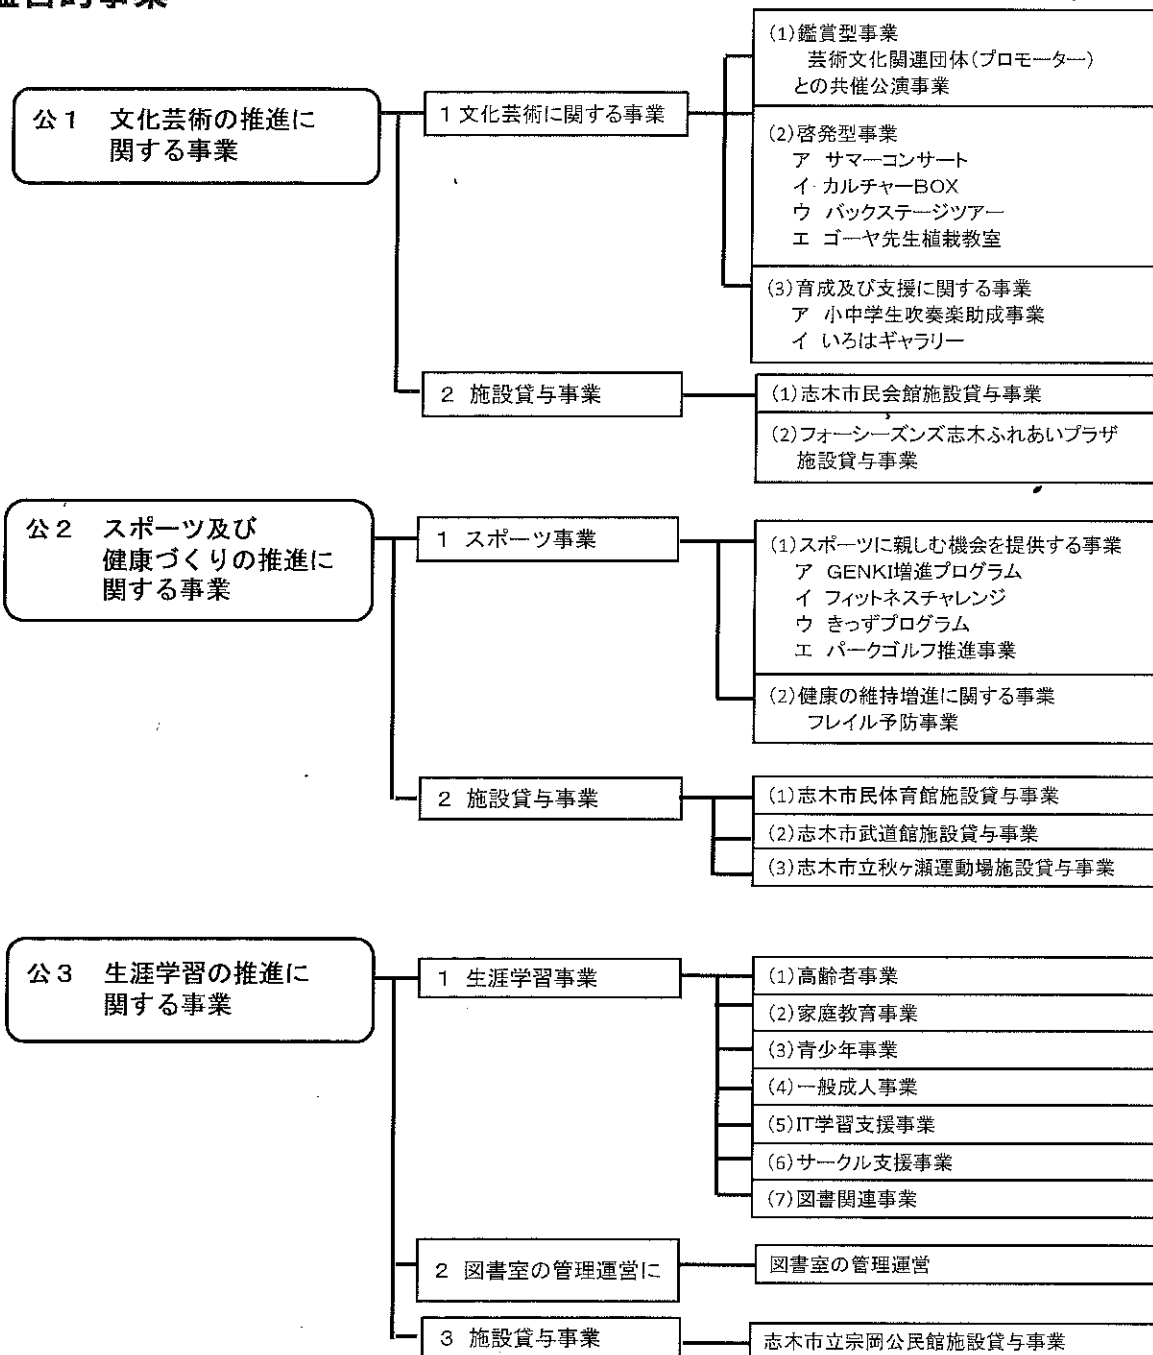 公1 文化芸術の推進に
関する事業
1 文化芸術に関する事業
(1)鑑賞型事業
芸術文化関連団体(プロモーター)
との共催公演事業
(2)啓発型事業
ア サマーコンサート
イ カルチャーBOX
ウ バックステージツアー
エ ゴーヤ先生植栽教室
(3)育成及び支援に関する事業
ア 小中学生吹奏楽助成事業
イ いろはギャラリー
2 施設貸与事業
(1)志木市民会館施設貸与事業
(2)フォーシーズンズ志木ふれあいプラザ
施設貸与事業
公2 スポーツ及び
健康づくりの推進に
関する事業
1 スポーツ事業
(1)スポーツに親しむ機会を提供する事業
ア GENKI増進プログラム
イ フィットネスチャレンジ
ウ きっずプログラム
エ パークゴルフ推進事業
(2)健康の維持増進に関する事業
フレイル予防事業
2 施設貸与事業
(1)志木市民体育館施設貸与事業
(2)志木市武道館施設貸与事業
(3)志木市立秋ヶ瀬運動場施設貸与事業
公3 生涯学習の推進に
関する事業
1 生涯学習事業
(1)高齢者事業
(2)家庭教育事業
(3)青少年事業
(4)一般成人事業
(5)IT学習支援事業
(6)サークル支援事業
(7)図書関連事業
2 図書室の管理運営に
図書室の管理運営
3 施設貸与事業
志木市立宗岡公民館施設貸与事業